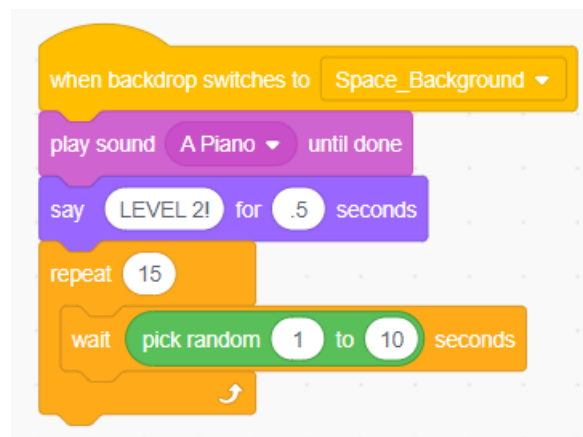 when backdrop switches to Space_Background
play sound A Piano until done
say LEVEL 2! for .5 seconds
repeat 15
wait pick random 1 to 10 seconds